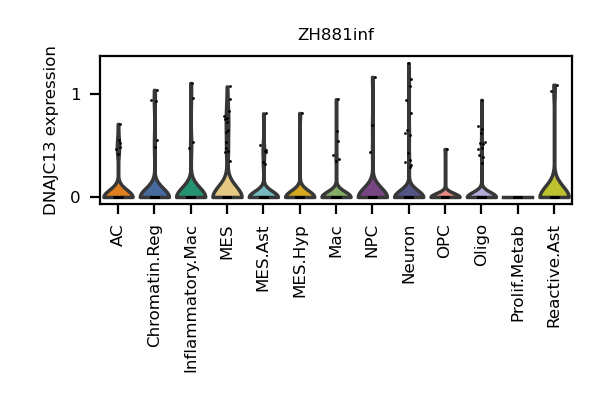 ZH881inf
DNAJC13 expression
1
0
AC
Chromatin.Reg
Inflammatory.Mac
MES
MES.Ast
MES.Hyp
Mac
NPC
Neuron
OPC
Oligo
Prolif.Metab
Reactive.Ast